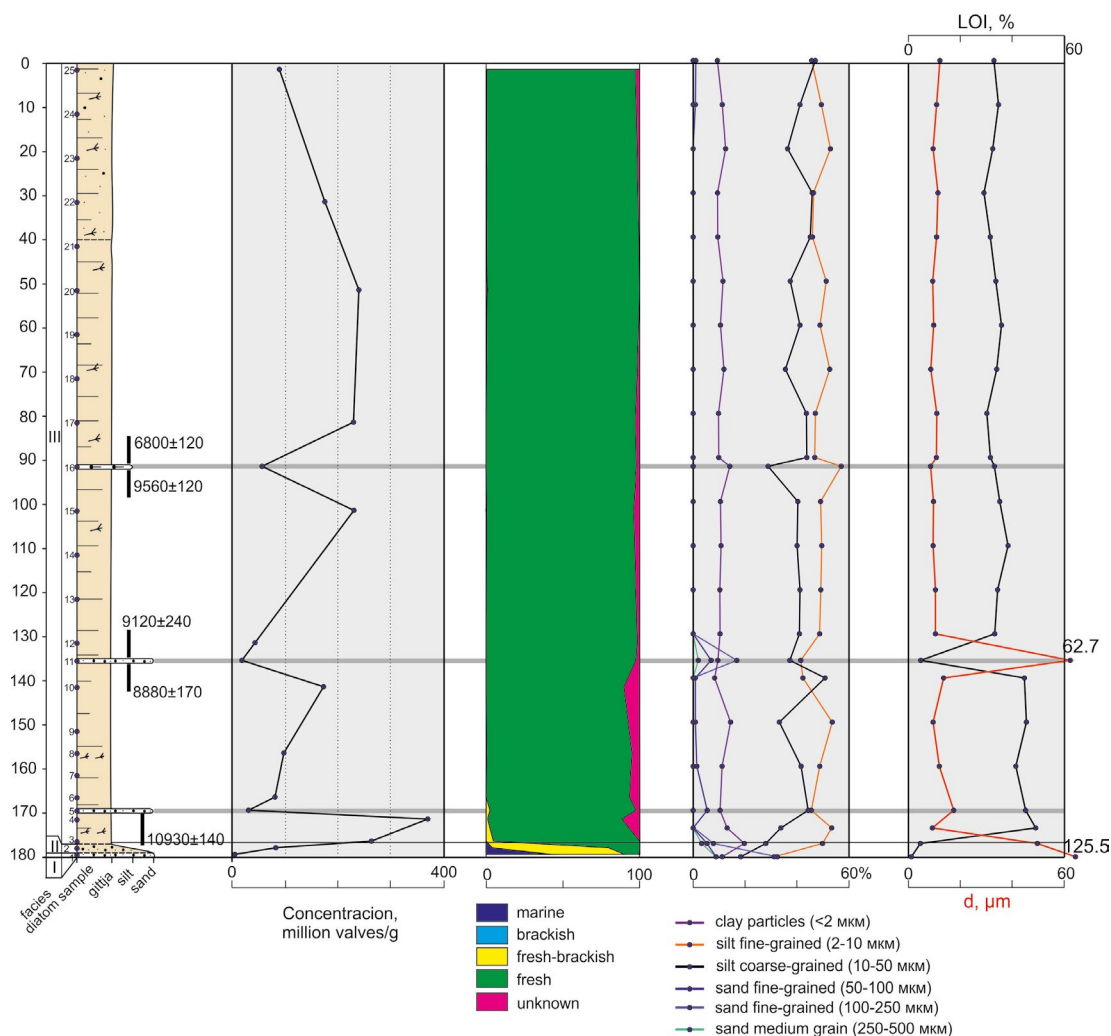 LOI, %
0 60
0
10
20
30
40
50
60
70
80
90
100
110
120
130
140
150
160
170
180
III
II
I
25
24
23
22
21
20
19
18
17
16
15
14
13
12
11
10
9
8
7
6
5
4
3
2
6800±120
9560±120
9120±240
8880±170
10930±140
62.7
125.5
facies
diatom sample
gittja
silt
sand
0 400
Concentracion,
million valves/g
0 100
0 60%
0 60
d, µm
marine
brackish
fresh-brackish
fresh
unknown
clay particles (<2 мкм)
silt fine-grained (2-10 мкм)
silt coarse-grained (10-50 мкм)
sand fine-grained (50-100 мкм)
sand fine-grained (100-250 мкм)
sand medium grain (250-500 мкм)